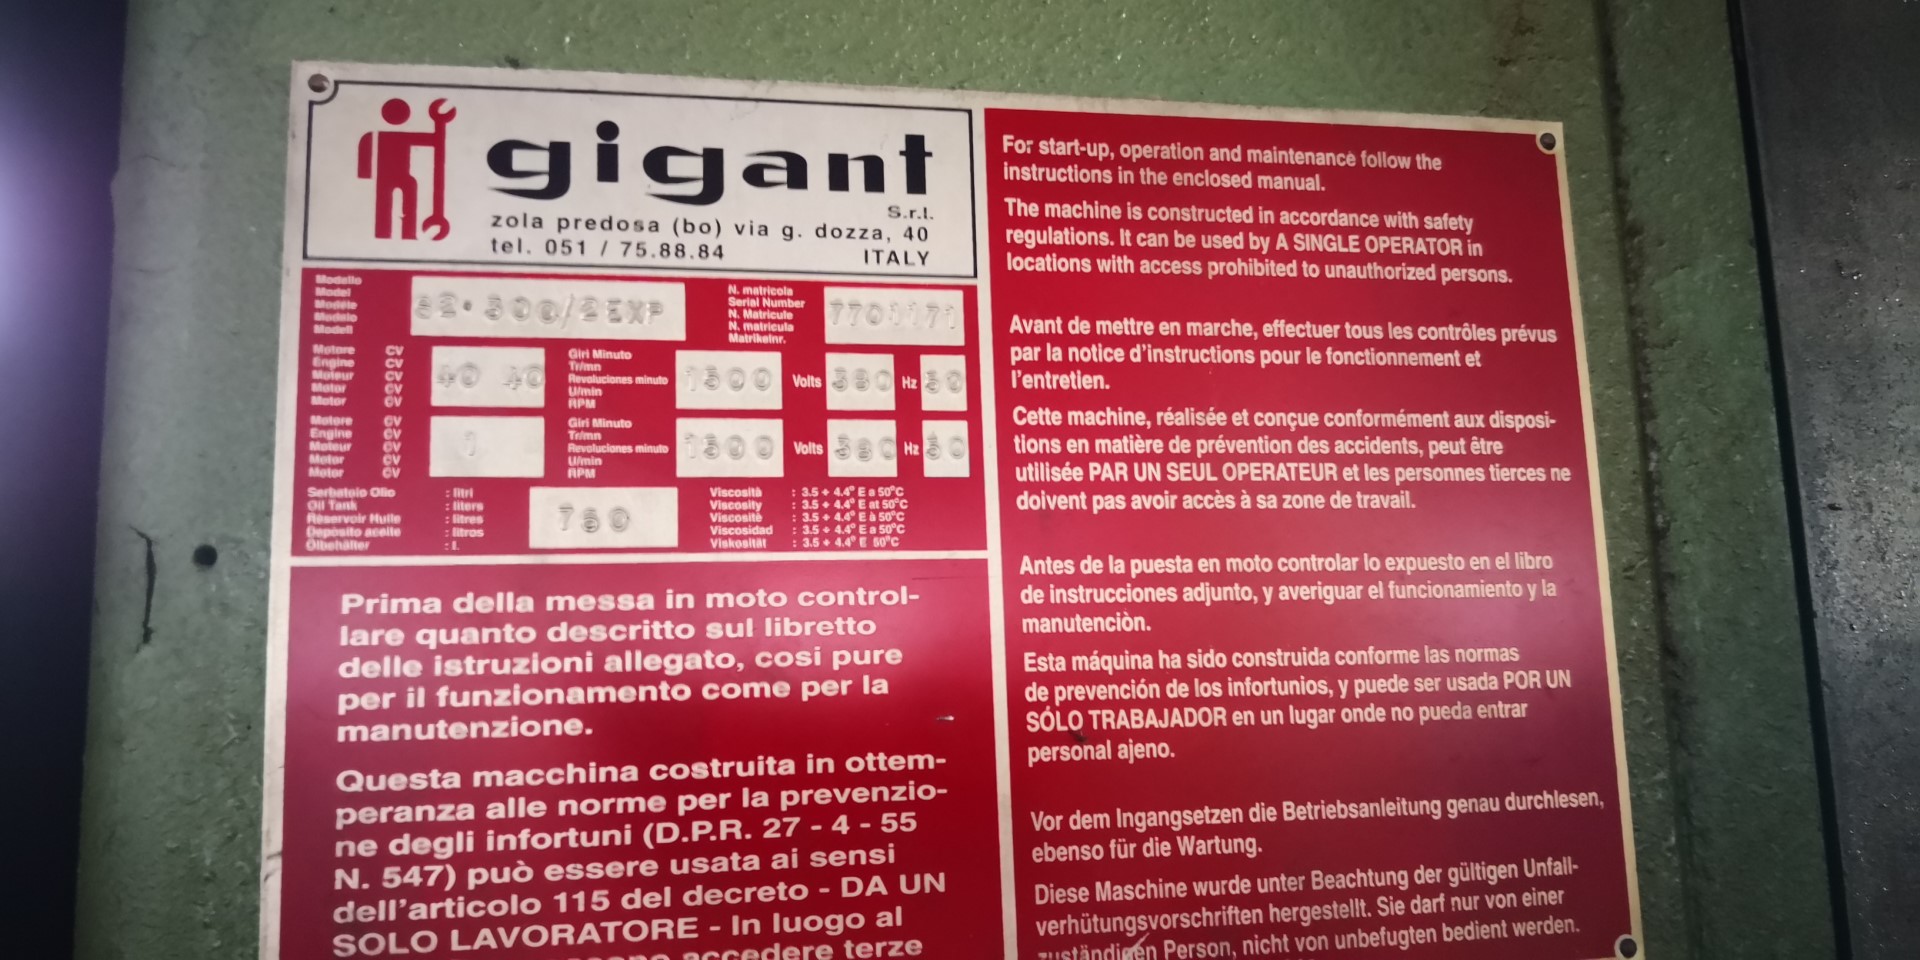 gigant
S.r.l.
zola predosa (bo) via g. dozza, 40
tel. 051 / 75.88.84 ITALY
Modello
Model
Modéle
Modelo
Modell
N. matricola
Serial Number
N. Matricule
N. matricula
Matrikelnr.
7701171
Motore CV
Engine CV
Moteur CV
Motor CV
Motor CV
40 40
Giri Minuto
Tr/mn
Revoluciones minuto
U/min
RPM
1500
Volts 380 Hz 50
Motore CV
Engine CV
Moteur CV
Motor CV
Motor CV
1
Giri Minuto
Tr/mn
Revoluciones minuto
U/min
RPM
1500
Volts 380 Hz 50
Serbatoio Olio : litri
Oil Tank : liters
Réservoir Huile : litres
Deposito aceite : litros
Ölbehälter : l.
Viscosità : 3.5 ÷ 4.4° E a 50°C
Viscosity : 3.5 ÷ 4.4° E at 50°C
Viscosité : 3.5 ÷ 4.4° E à 50°C
Viscosidad : 3.5 ÷ 4.4° E a 50°C
Viskosität : 3.5 ÷ 4.4° E 50°C
Prima della messa in moto control-
lare quanto descritto sul libretto
delle istruzioni allegato, cosi pure
per il funzionamento come per la
manutenzione.
Questa macchina costruita in ottem-
peranza alle norme per la prevenzio-
ne degli infortuni (D.P.R. 27 - 4 - 55
N. 547) può essere usata ai sensi
dell'articolo 115 del decreto - DA UN
SOLO LAVORATORE - In luogo al
accedere terze
For start-up, operation and maintenance follow the
instructions in the enclosed manual.
The machine is constructed in accordance with safety
regulations. It can be used by A SINGLE OPERATOR in
locations with access prohibited to unauthorized persons.
Avant de mettre en marche, effectuer tous les contrôles prévus
par la notice d'instructions pour le fonctionnement et
l'entretien.
Cette machine, réalisée et conçue conformément aux disposi-
tions en matière de prévention des accidents, peut être
utilisée PAR UN SEUL OPERATEUR et les personnes tierces ne
doivent pas avoir accès à sa zone de travail.
Antes de la puesta en moto controlar lo expuesto en el libro
de instrucciones adjunto, y averiguar el funcionamiento y la
manutenciòn.
Esta máquina ha sido construida conforme las normas
de prevención de los infortunios, y puede ser usada POR UN
SÓLO TRABAJADOR en un lugar onde no pueda entrar
personal ajeno.
Vor dem Ingangsetzen die Betriebsanleitung genau durchlesen,
ebenso für die Wartung.
Diese Maschine wurde unter Beachtung der gültigen Unfall-
verhütungsvorschriften hergestellt. Sie darf nur von einer
zuständigen Person, nicht von unbefugten bedient werden.